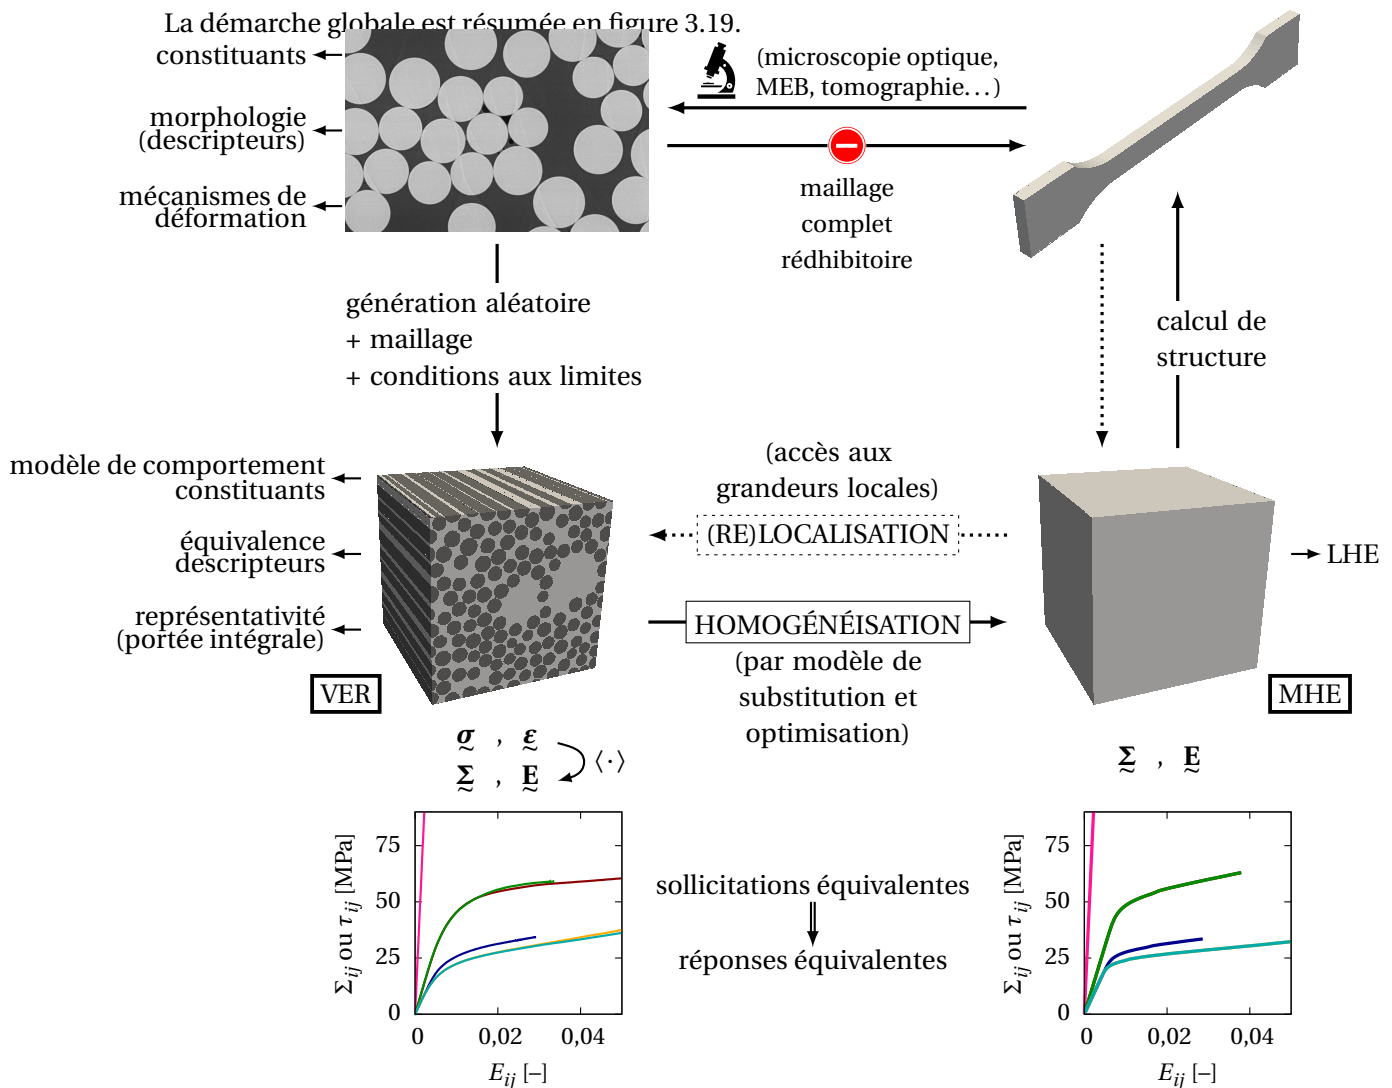 La démarche globale est résumée en figure 3.19.
constituants
morphologie
(descripteurs)
mécanismes de
déformation
(microscopie optique,
MEB, tomographie...)
maillage
complet
rédhibitoire
génération aléatoire
+ maillage
+ conditions aux limites
calcul de
structure
modèle de comportement
constituants
équivalence
descripteurs
représentativité
(portée intégrale)
VER
(accès aux
grandeurs locales)
(RE)LOCALISATION
HOMOGÉNÉISATION
(par modèle de
substitution et
optimisation)
LHE
MHE
σ , ε
Σ , E
⟨·⟩
Σ , E
Σij ou τij [MPa]
75
50
25
0
0 0,02 0,04
Eij [–]
sollicitations équivalentes
réponses équivalentes
Σij ou τij [MPa]
75
50
25
0
0 0,02 0,04
Eij [–]